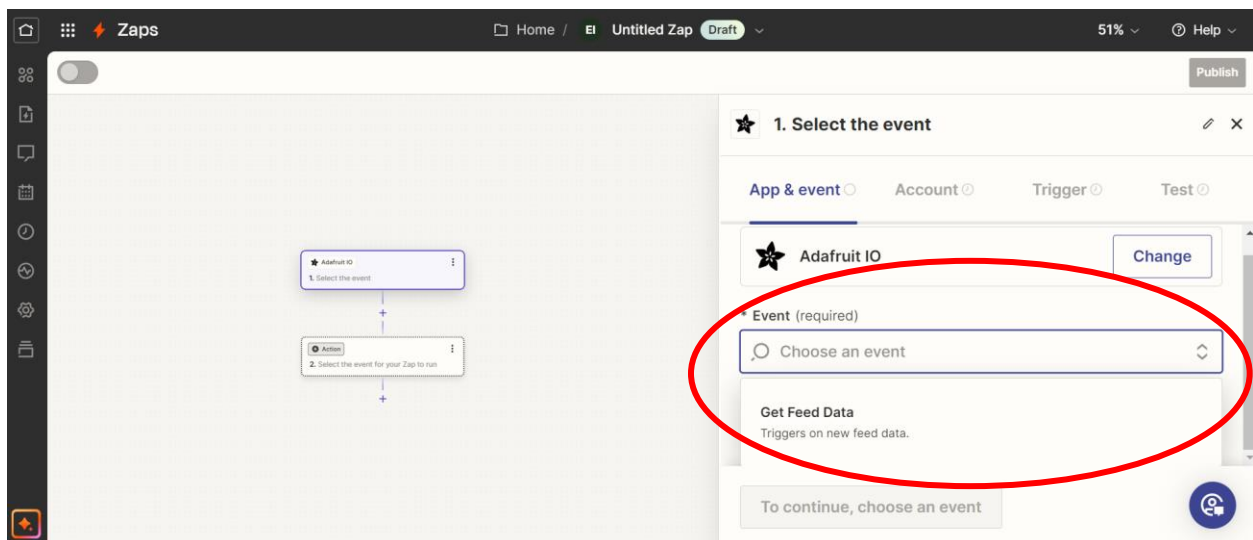 Zaps
Home / EI Untitled Zap Draft
51%
Help
Publish
1. Select the event
App & event
Account
Trigger
Test
Adafruit IO
Change
* Event (required)
Choose an event
Get Feed Data
Triggers on new feed data.
To continue, choose an event
Adafruit IO
1. Select the event
Action
2. Select the event for your Zap to run